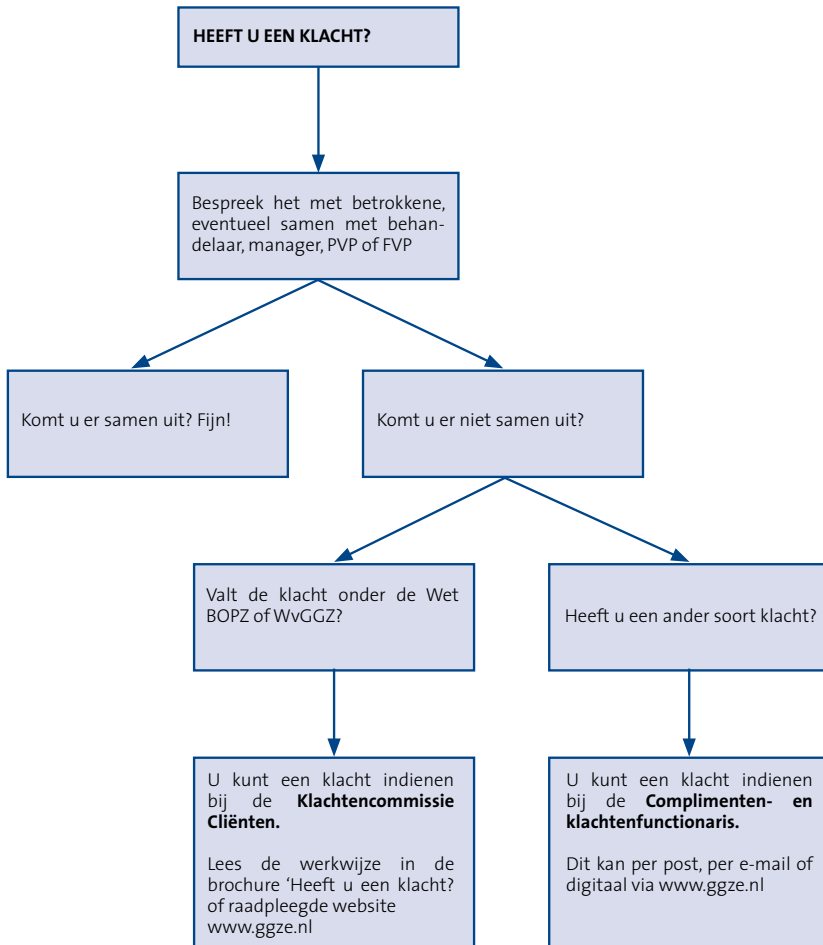 HEEFT U EEN KLACHT?
Bespreek het met betrokkene,
eventueel samen met behan-
delaar, manager, PVP of FVP
Komt u er samen uit? Fijn!
Komt u er niet samen uit?
Valt de klacht onder de Wet
BOPZ of WvGGZ?
Heeft u een ander soort klacht?
U kunt een klacht indienen
bij de Klachtencommissie
Cliënten.
Lees de werkwijze in de
brochure ‘Heeft u een klacht?
of raadpleegde website
www.ggze.nl
U kunt een klacht indienen
bij de Complimenten- en
klachtenfunctionaris.
Dit kan per post, per e-mail of
digitaal via www.ggze.nl